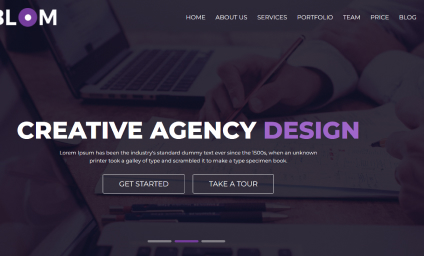 BLOM
HOME ABOUT US SERVICES PORTFOLIO TEAM PRICE BLOG
CREATIVE AGENCY DESIGN
Lorem Ipsum has been the industry's standard dummy text ever since the 1500s, when an unknown
printer took a galley of type and scrambled it to make a type specimen book.
GET STARTED TAKE A TOUR